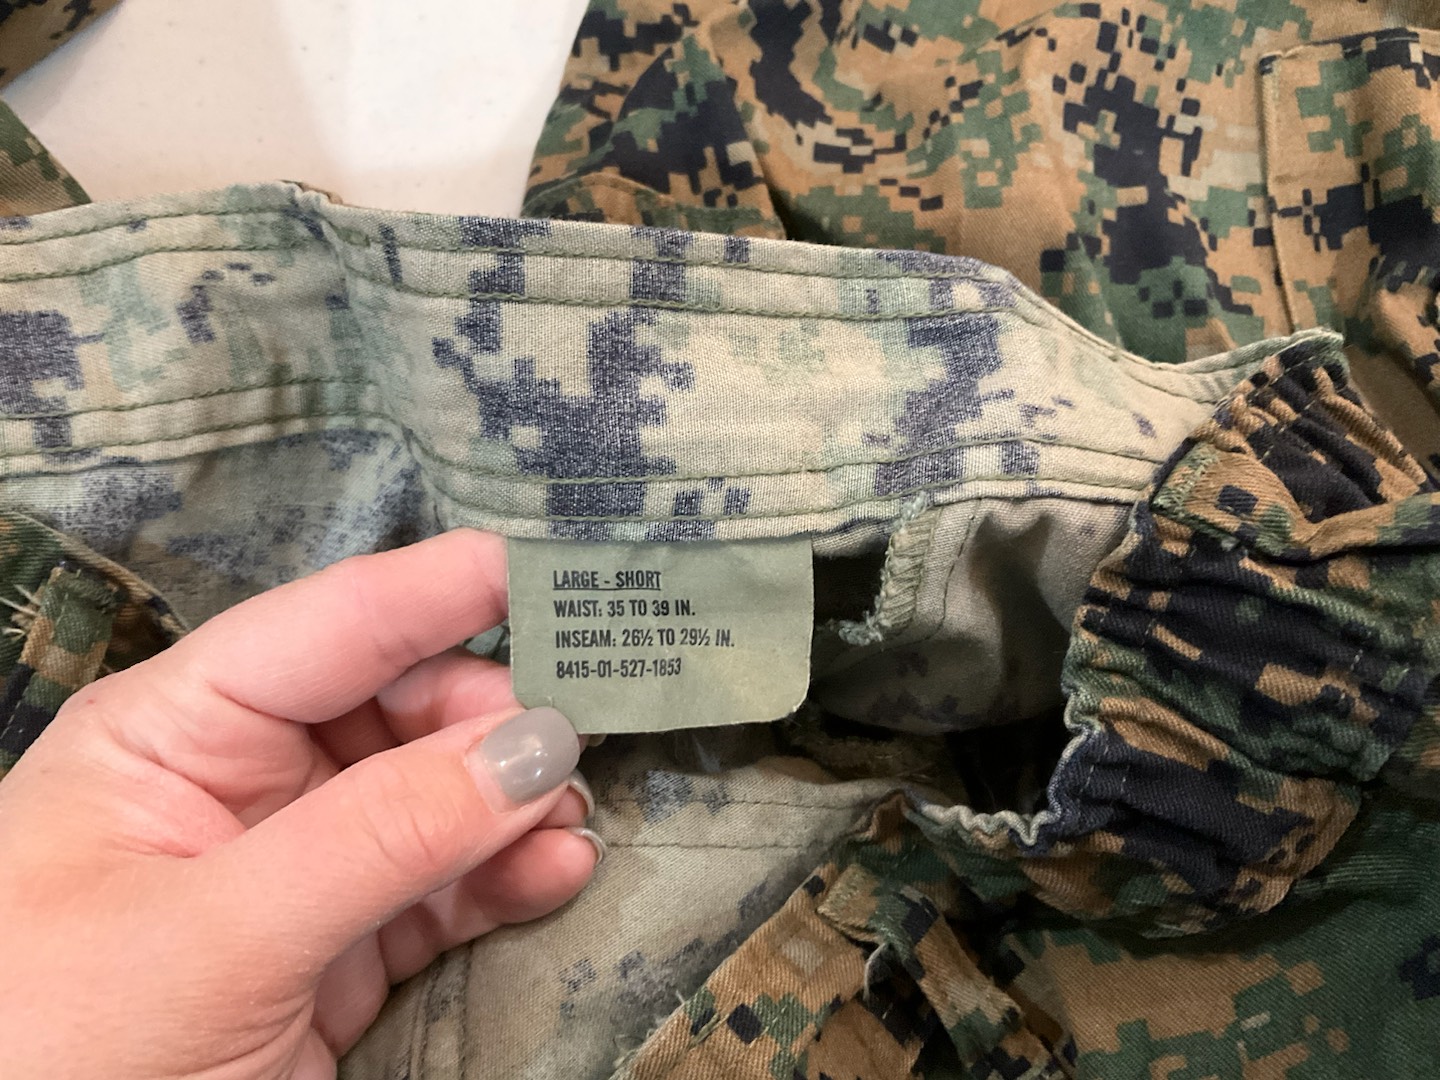 LARGE - SHORT
WAIST: 35 TO 39 IN.
INSEAM: 26½ TO 29½ IN.
8415-01-527-1853